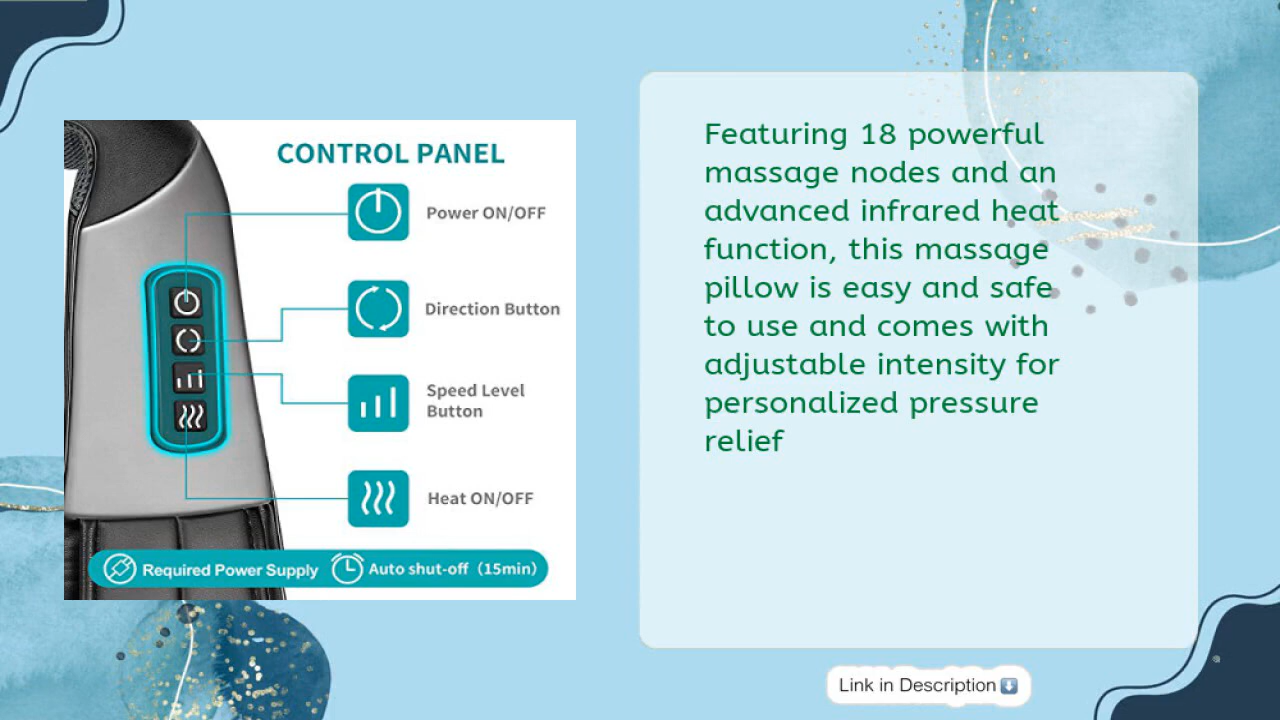 CONTROL PANEL
Power ON/OFF
Direction Button
Speed Level
Button
Heat ON/OFF
Required Power Supply
Auto shut-off（15min）
Featuring 18 powerful
massage nodes and an
advanced infrared heat
function, this massage
pillow is easy and safe
to use and comes with
adjustable intensity for
personalized pressure
relief
Link in Description⬇️